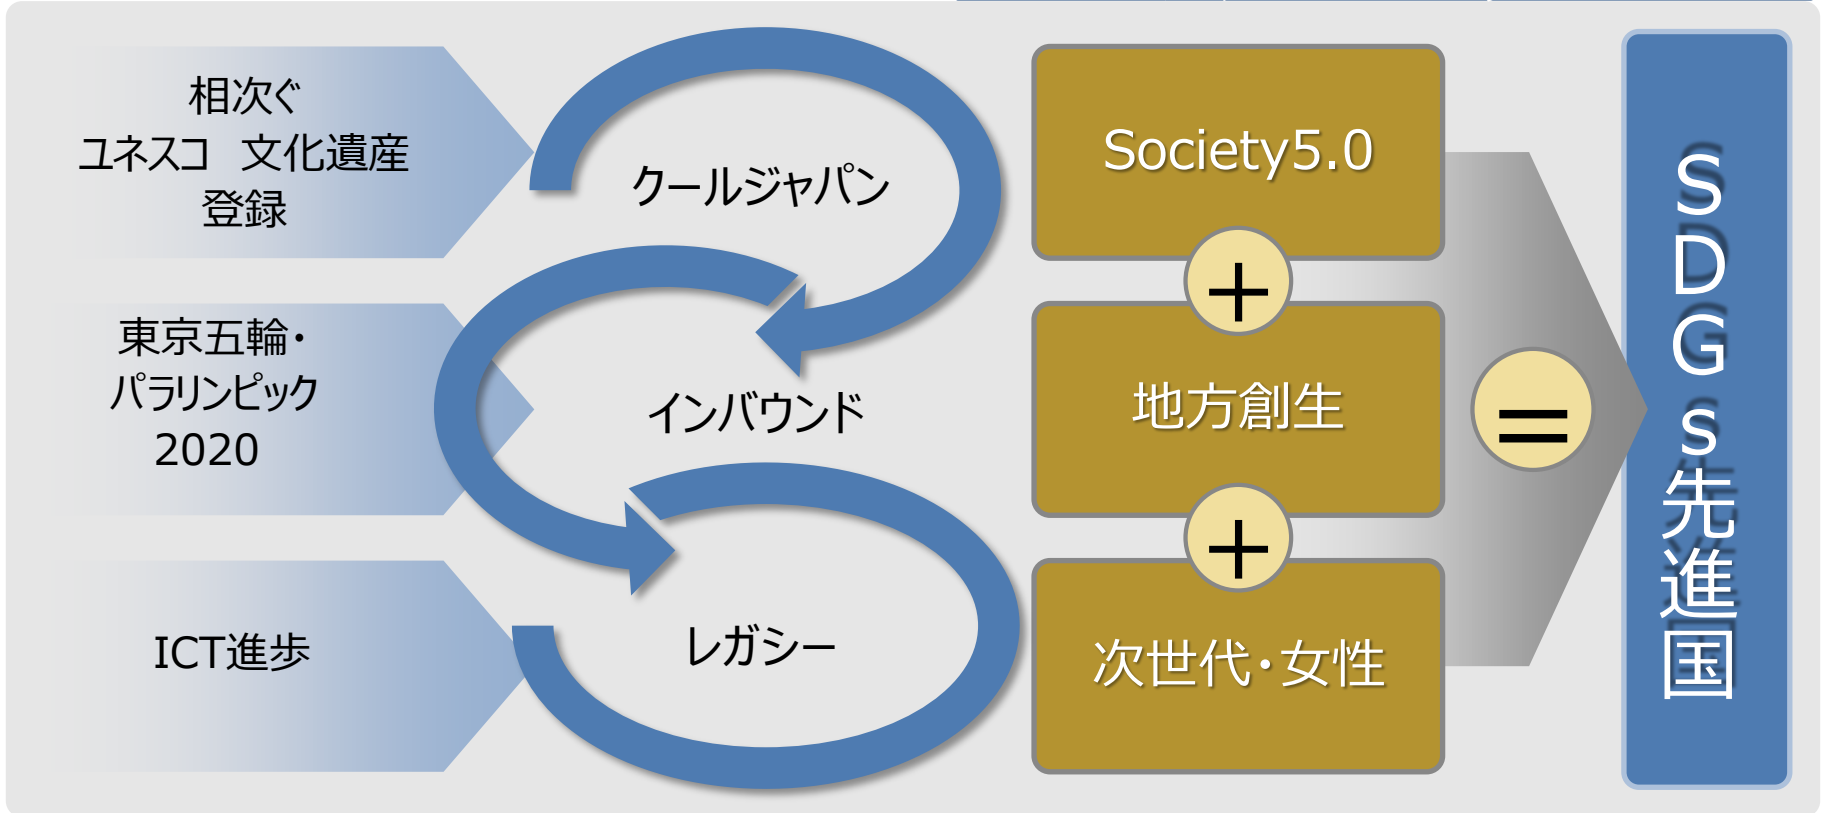 相次ぐ
ユネスコ　文化遺産
登録
東京五輪・
パラリンピック
2020
ICT進歩
クールジャパン
インバウンド
レガシー
Society5.0
+
地方創生
+
次世代・女性
=
SDGs先進国